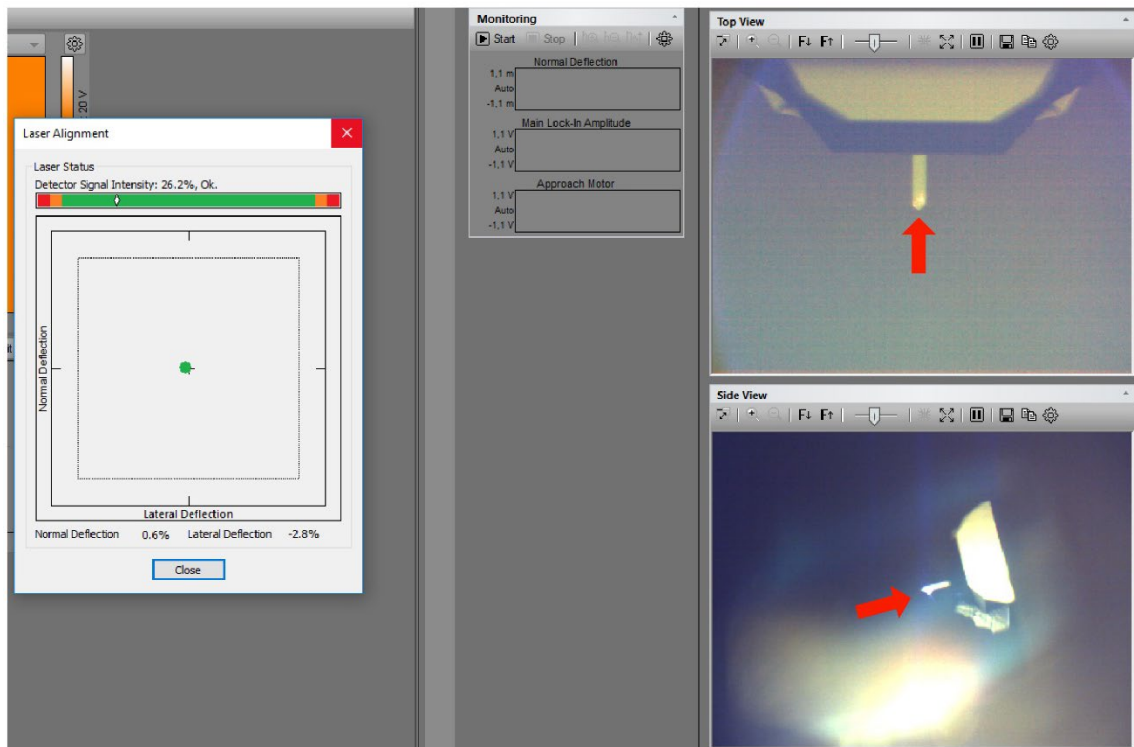 20 V
Laser Alignment
Laser Status
Detector Signal Intensity: 26.2%, Ok.
Normal Deflection
Lateral Deflection
Normal Deflection 0.6% Lateral Deflection -2.8%
Close
Monitoring
Start Stop
Normal Deflection
1,1 m
Auto
-1,1 m
Main Lock-In Amplitude
1,1 V
Auto
-1,1 V
Approach Motor
1,1 V
Auto
-1,1 V
Top View
F↓ F↑
Side View
F↓ F↑